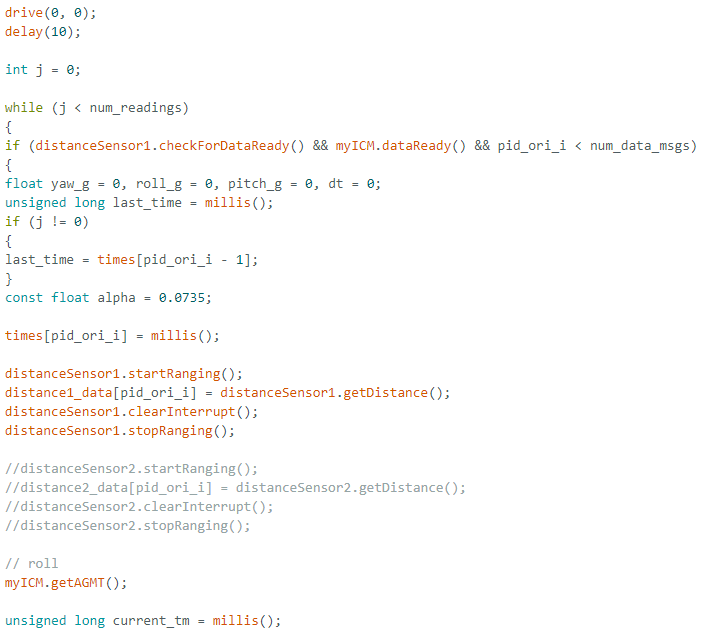 drive(0, 0);
delay(10);
int j = 0;
while (j < num_readings)
{
if (distanceSensor1.checkForDataReady() && myICM.dataReady() && pid_ori_i < num_data_msgs)
{
float yaw_g = 0, roll_g = 0, pitch_g = 0, dt = 0;
unsigned long last_time = millis();
if (j != 0)
{
last_time = times[pid_ori_i - 1];
}
const float alpha = 0.0735;
times[pid_ori_i] = millis();
distanceSensor1.startRanging();
distance1_data[pid_ori_i] = distanceSensor1.getDistance();
distanceSensor1.clearInterrupt();
distanceSensor1.stopRanging();
//distanceSensor2.startRanging();
//distance2_data[pid_ori_i] = distanceSensor2.getDistance();
//distanceSensor2.clearInterrupt();
//distanceSensor2.stopRanging();
// roll
myICM.getAGMT();
unsigned long current_tm = millis();